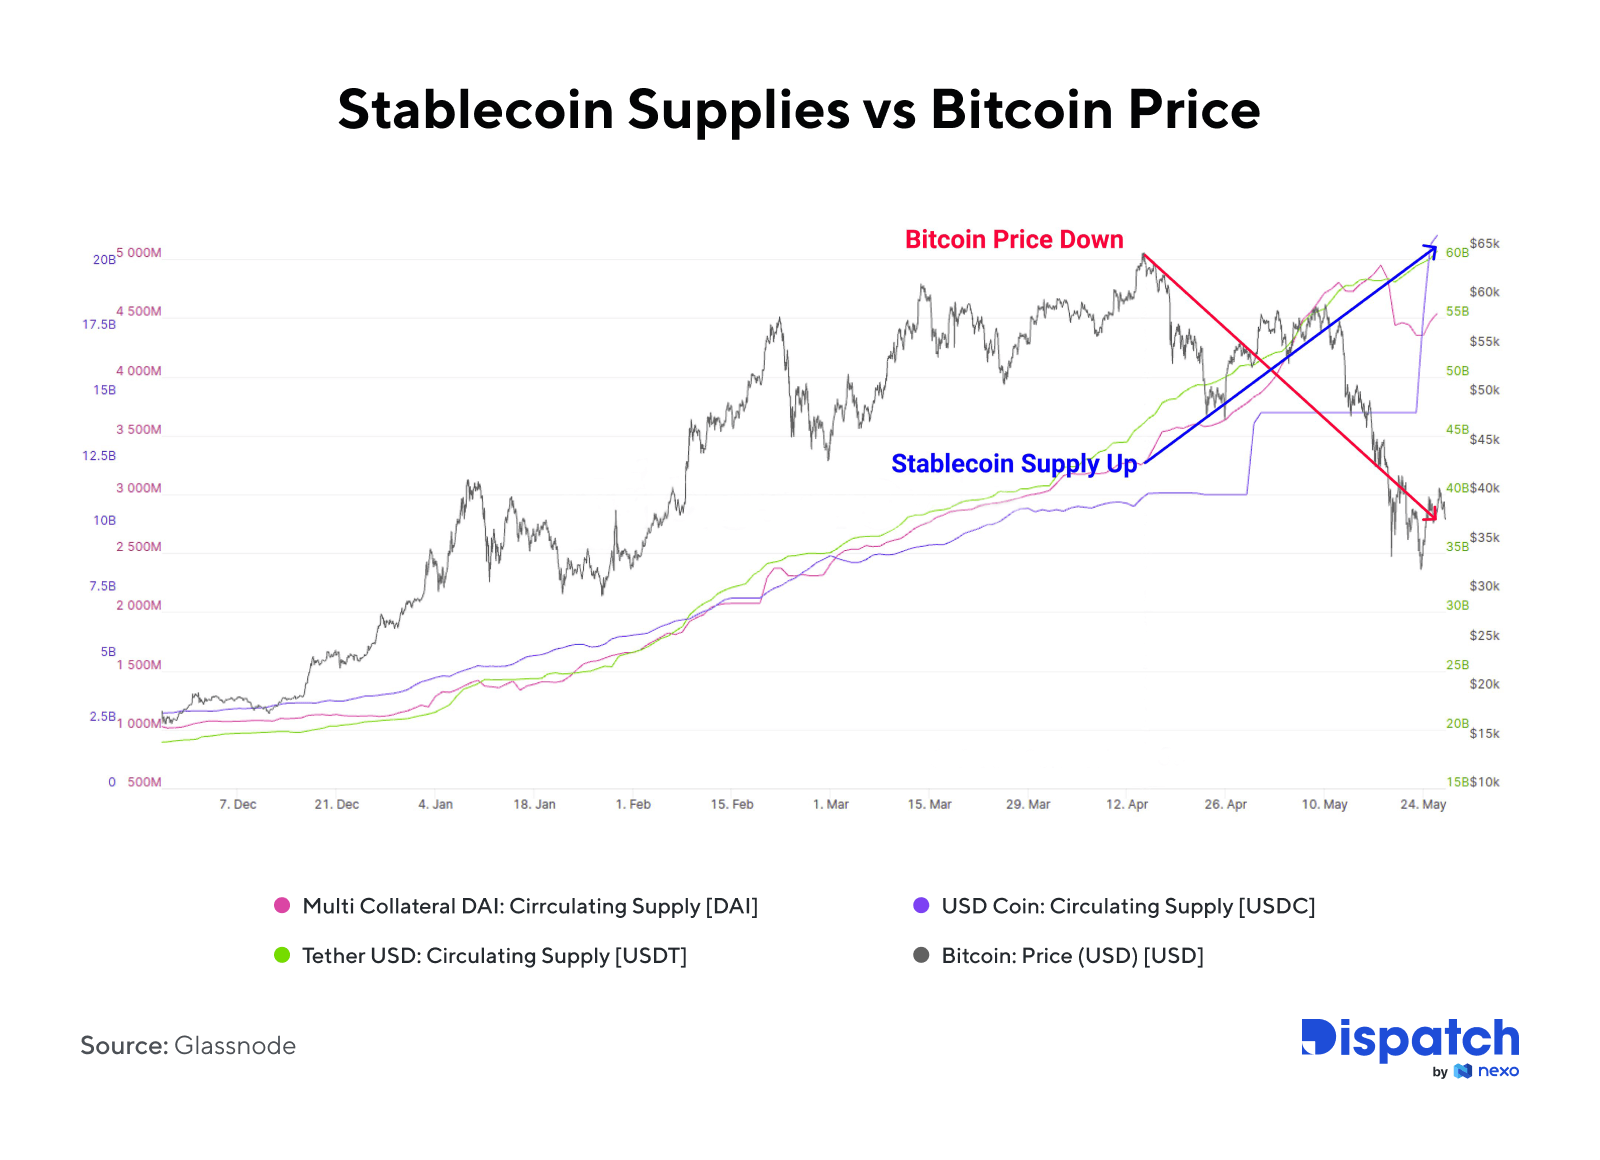 Stablecoin Supplies vs Bitcoin Price
Bitcoin Price Down
Stablecoin Supply Up
20B
17.5B
15B
12.5B
10B
7.5B
5B
2.5B
0
5 000M
4 500M
4 000M
3 500M
3 000M
2 500M
2 000M
1 500M
1 000M
500M
60B
55B
50B
45B
40B
35B
30B
25B
20B
15B
$65k
$60k
$55k
$50k
$45k
$40k
$35k
$30k
$25k
$20k
$15k
$10k
7. Dec 21. Dec 4. Jan 18. Jan 1. Feb 15. Feb 1. Mar 15. Mar 29. Mar 12. Apr 26. Apr 10. May 24. May
Multi Collateral DAI: Cirrculating Supply [DAI]
USD Coin: Circulating Supply [USDC]
Tether USD: Circulating Supply [USDT]
Bitcoin: Price (USD) [USD]
Source: Glassnode
Dispatch
by nexo